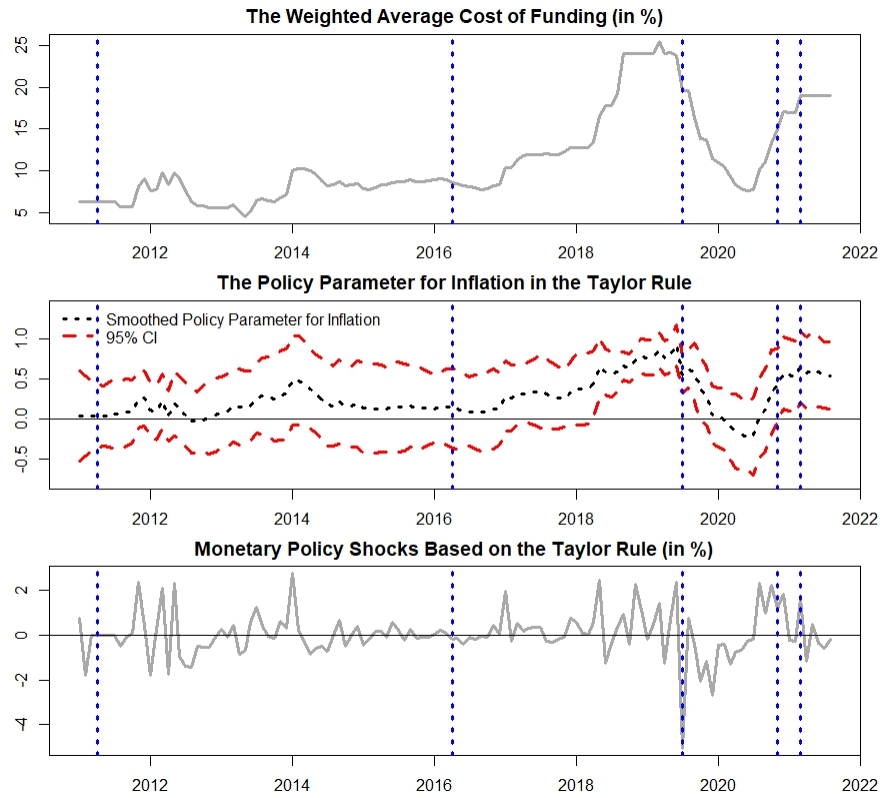 The Weighted Average Cost of Funding (in %)
25
20
15
10
5
2012 2014 2016 2018 2020 2022
The Policy Parameter for Inflation in the Taylor Rule
Smoothed Policy Parameter for Inflation
95% CI
1.0
0.5
0.0
-0.5
2012 2014 2016 2018 2020 2022
Monetary Policy Shocks Based on the Taylor Rule (in %)
2
0
-2
-4
2012 2014 2016 2018 2020 2022